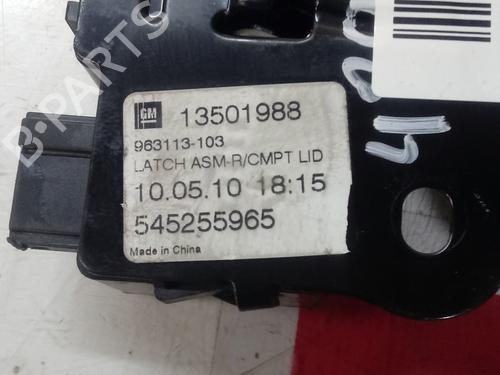 GM 13501988
963113-103
LATCH ASM-R/CMPT LID
10.05.10 18:15
545255965
Made in China
B-PARTS